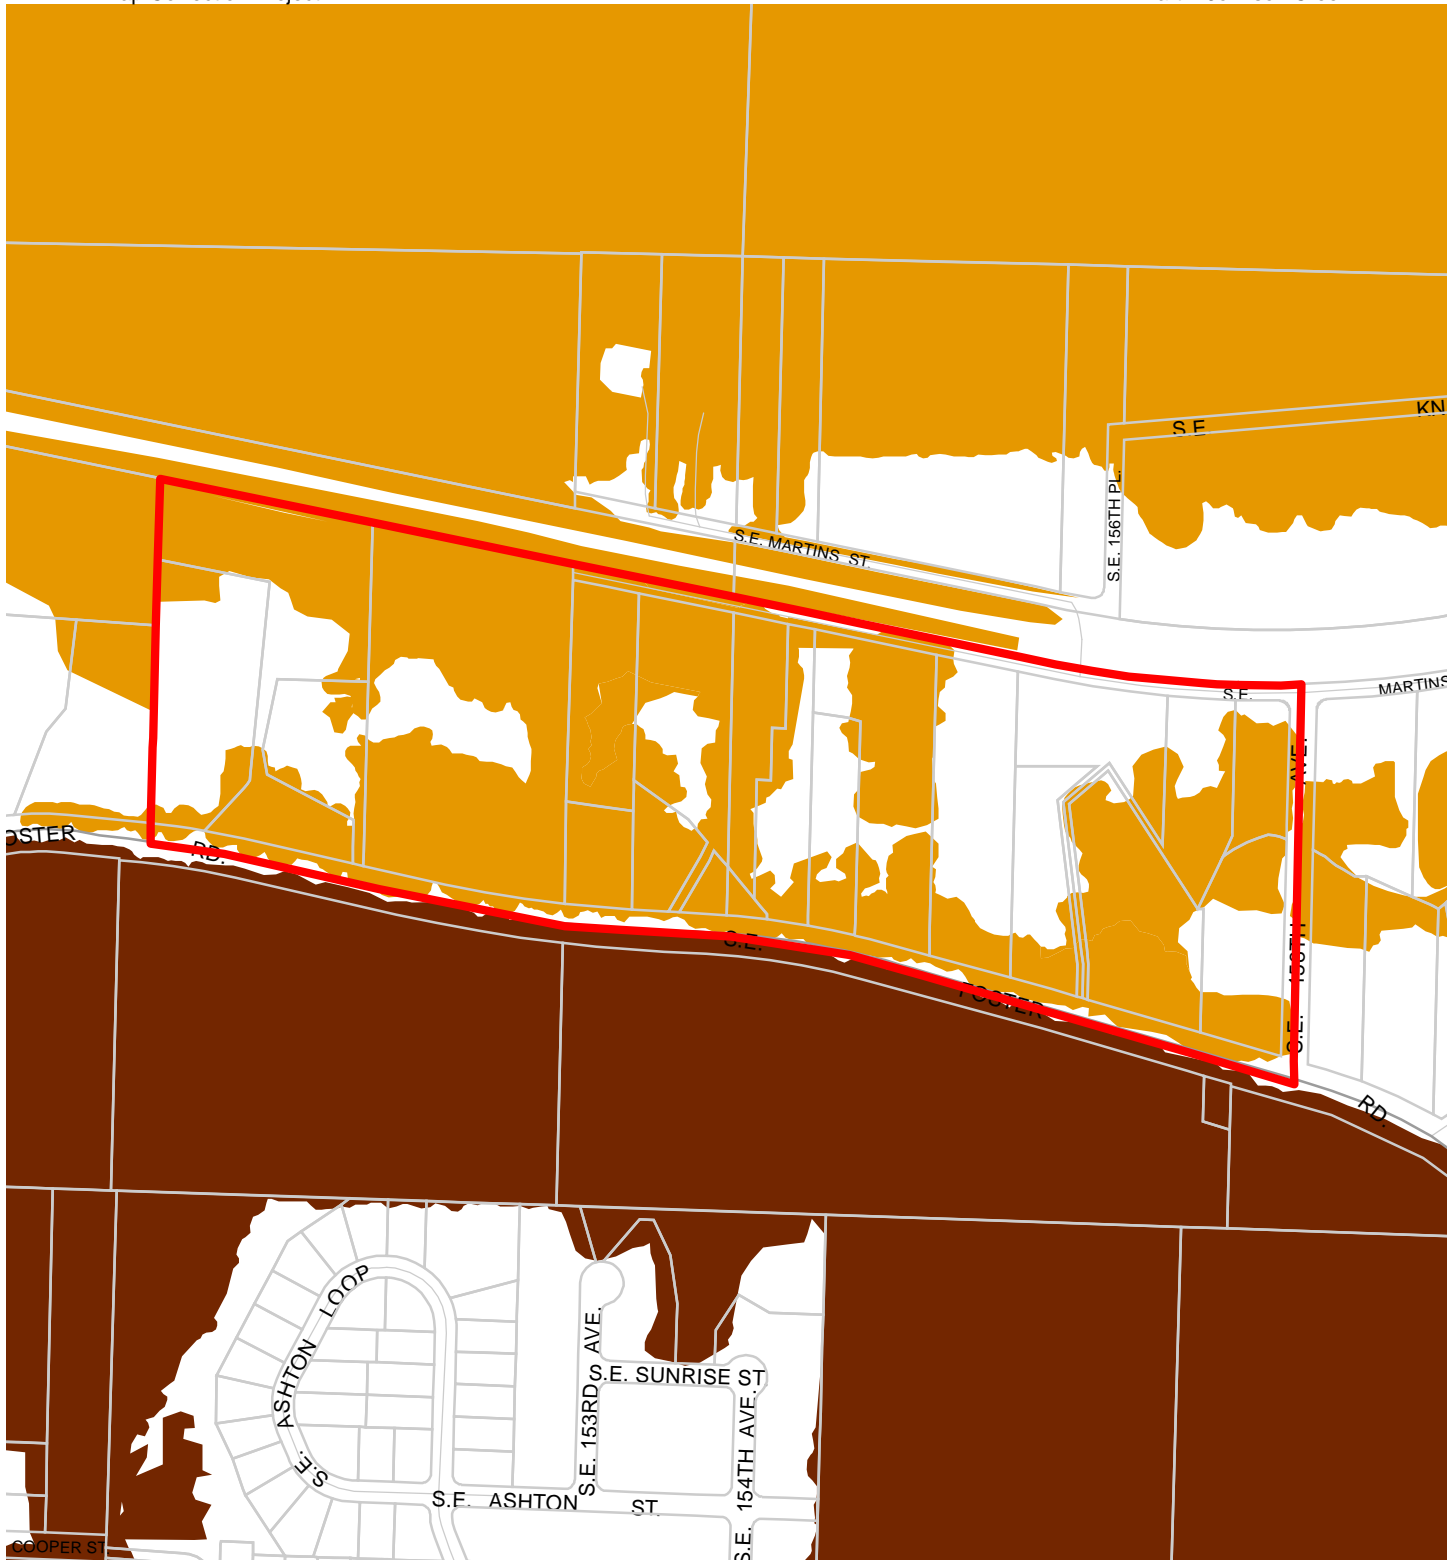 S.E.
KN
S.E. 156TH PL.
S.E. MARTINS ST.
S.E.
MARTINS
AVE.
156TH
S.E.
OSTER
RD.
S.E.
FOSTER
RD.
S.E. ASHTON LOOP
S.E. 153RD AVE.
S.E. SUNRISE ST
S.E. 154TH AVE.
S.E. ASHTON ST.
S.E.
COOPER ST